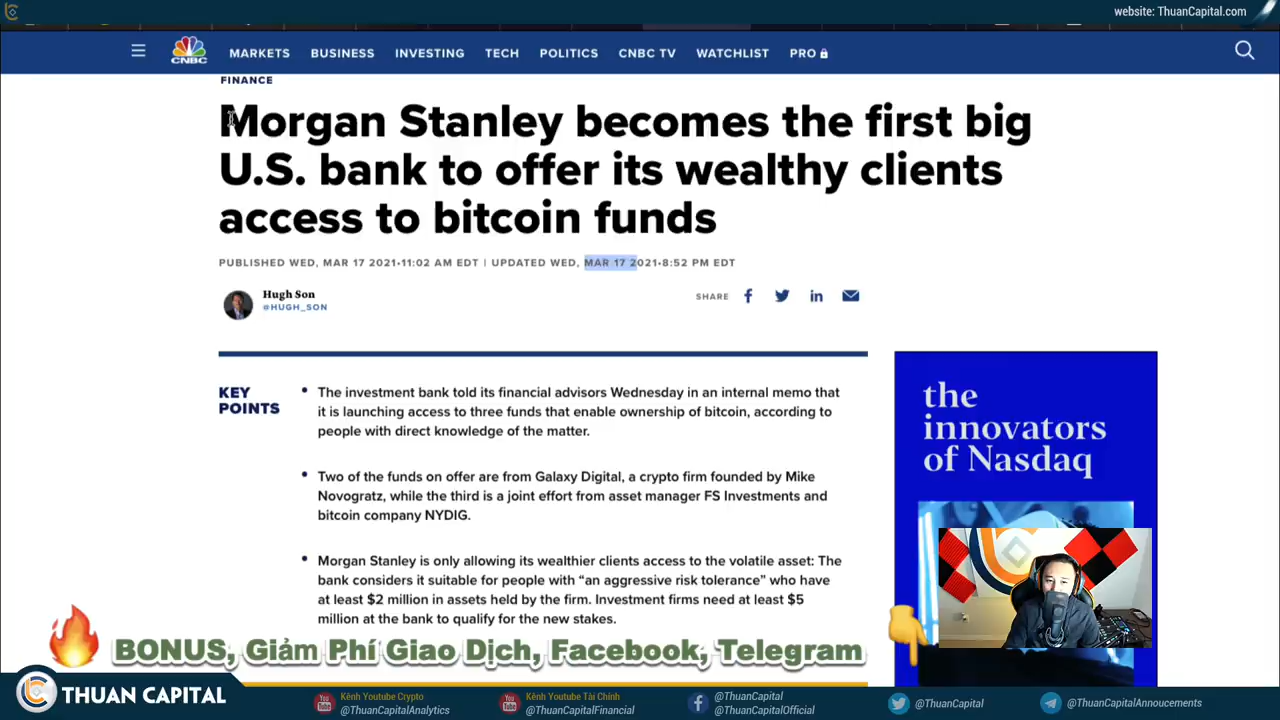 website: ThuanCapital.com
CNBC
MARKETS BUSINESS INVESTING TECH POLITICS CNBC TV WATCHLIST PRO
FINANCE
Morgan Stanley becomes the first big
U.S. bank to offer its wealthy clients
access to bitcoin funds
PUBLISHED WED, MAR 17 2021•11:02 AM EDT | UPDATED WED, MAR 17 2021•8:52 PM EDT
Hugh Son
@HUGH_SON
SHARE
KEY
POINTS
• The investment bank told its financial advisors Wednesday in an internal memo that
it is launching access to three funds that enable ownership of bitcoin, according to
people with direct knowledge of the matter.
• Two of the funds on offer are from Galaxy Digital, a crypto firm founded by Mike
Novogratz, while the third is a joint effort from asset manager FS Investments and
bitcoin company NYDIG.
• Morgan Stanley is only allowing its wealthier clients access to the volatile asset: The
bank considers it suitable for people with “an aggressive risk tolerance” who have
at least $2 million in assets held by the firm. Investment firms need at least $5
million at the bank to qualify for the new stakes.
the
innovators
of Nasdaq
BONUS, Giảm Phí Giao Dịch, Facebook, Telegram
THUAN CAPITAL
Kênh Youtube Crypto
@ThuanCapitalAnalytics
Kênh Youtube Tài Chính
@ThuanCapitalFinancial
@ThuanCapital
@ThuanCapitalOfficial
@ThuanCapital
@ThuanCapitalAnnoucements